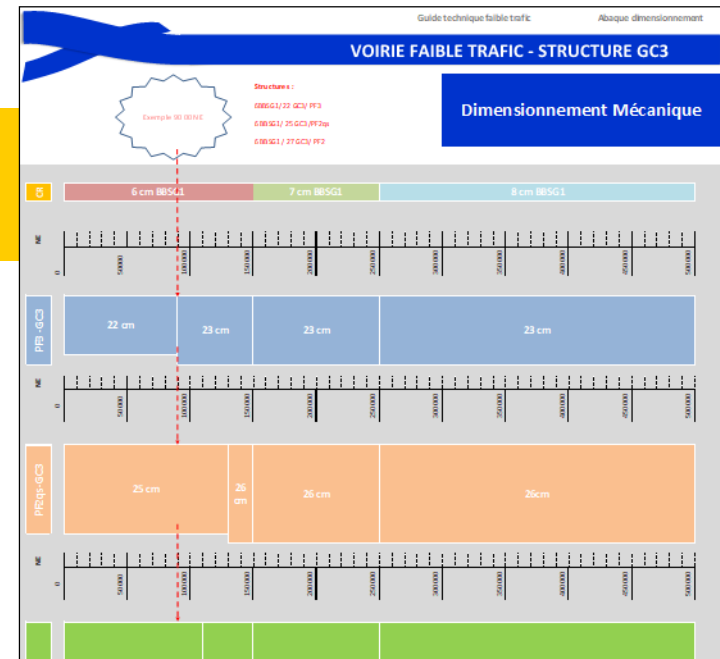 Guide technique faible trafic Abaque dimensionnement
VOIRIE FAIBLE TRAFIC - STRUCTURE GC3
Exemple 90 00 NE
Structures :
6BBSG1/22 GC3/ PF3
6 BBSG1/ 25 GC3/PF2qs
6 BBSG1 / 27 GC3/ PF2
Dimensionnement Mécanique
6 cm BBSG1 7 cm BBSG1 8 cm BBSG1
NE
0 50000 100000 150000 200000 250000 300000 350000 400000 450000 500000
PF3 -GC3
22 cm 23 cm 23 cm 23 cm
NE
0 50000 100000 150000 200000 250000 300000 350000 400000 450000 500000
PF2qs-GC3
25 cm 26 cm 26 cm 26cm
NE
0 50000 100000 150000 200000 250000 300000 350000 400000 450000 500000